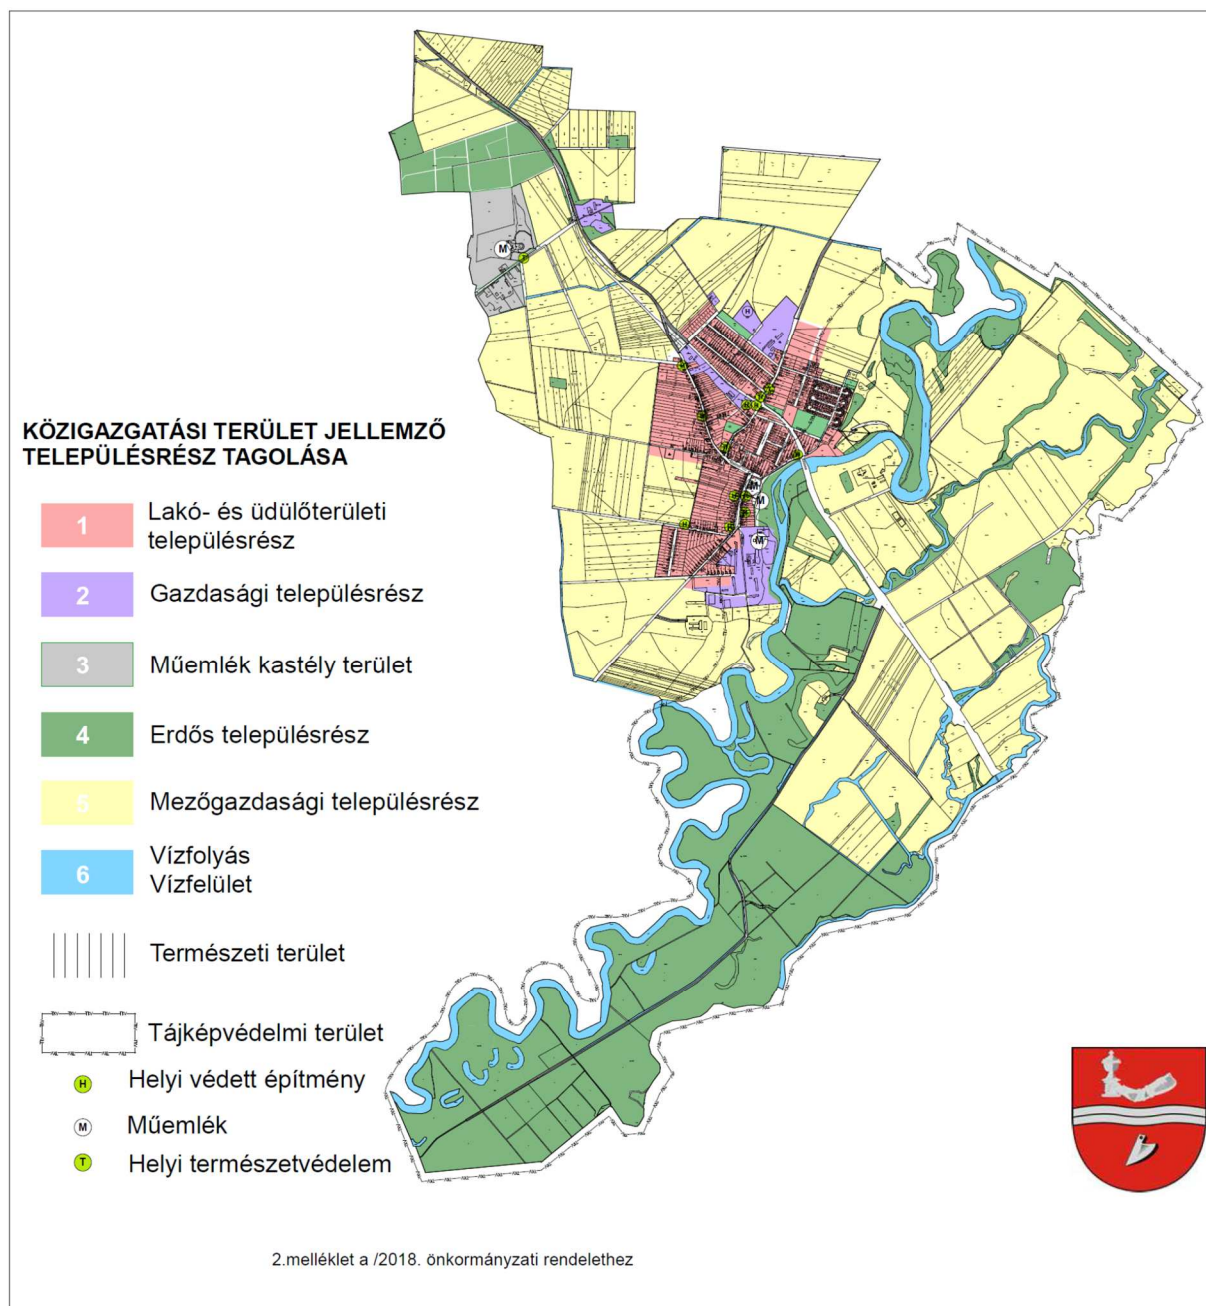 KÖZIGAZGATÁSI TERÜLET JELLEMZŐ
TELEPÜLÉSRÉSZ TAGOLÁSA
1 Lakó- és üdülőterületi
településrész
2 Gazdasági településrész
3 Műemlék kastély terület
4 Erdős településrész
5 Mezőgazdasági településrész
6 Vízfolyás
Vízfelület
Természeti terület
Tájképvédelmi terület
H Helyi védett építmény
M Műemlék
T Helyi természetvédelem
M
H
M
M
M
H
2.melléklet a /2018. önkormányzati rendelethez